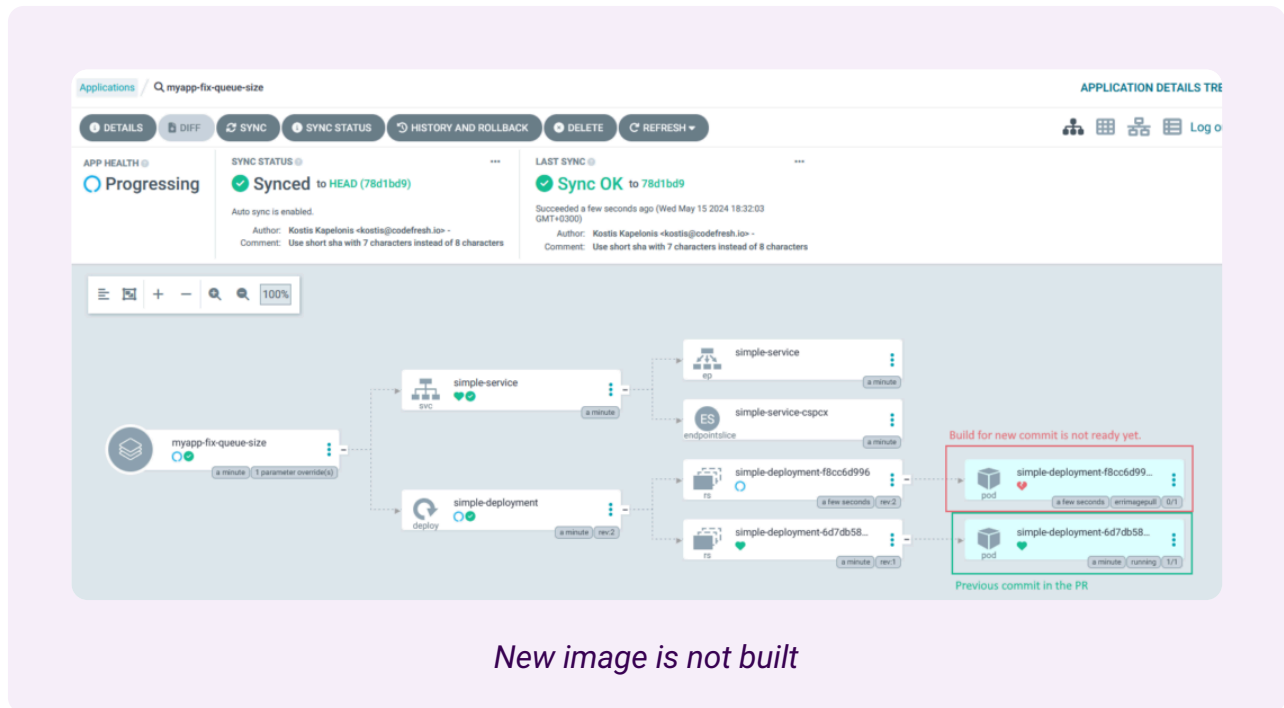 Applications / myapp-fix-queue-size
APPLICATION DETAILS TRE
DETAILS DIFF SYNC SYNC STATUS HISTORY AND ROLLBACK DELETE REFRESH
Log o
APP HEALTH
Progressing
SYNC STATUS
Synced to HEAD (78d1bd9)
Auto sync is enabled.
Author: Kostis Kapelonis <kostis@codefresh.io> -
Comment: Use short sha with 7 characters instead of 8 characters
LAST SYNC
Sync OK to 78d1bd9
Succeeded a few seconds ago (Wed May 15 2024 18:32:03
GMT+0300)
Author: Kostis Kapelonis <kostis@codefresh.io> -
Comment: Use short sha with 7 characters instead of 8 characters
100%
myapp-fix-queue-size
a minute 1 parameter override(s)
simple-service
svc
a minute
simple-deployment
deploy
a minute rev:2
simple-service
ep
a minute
ES
simple-service-cspcx
endpointslice
a minute
simple-deployment-f8cc6d996
rs
a few seconds rev:2
simple-deployment-6d7db58...
rs
a minute rev:1
Build for new commit is not ready yet.
simple-deployment-f8cc6d99...
pod
a few seconds errimagepull 0/1
simple-deployment-6d7db58...
pod
a minute running 1/1
Previous commit in the PR
New image is not built